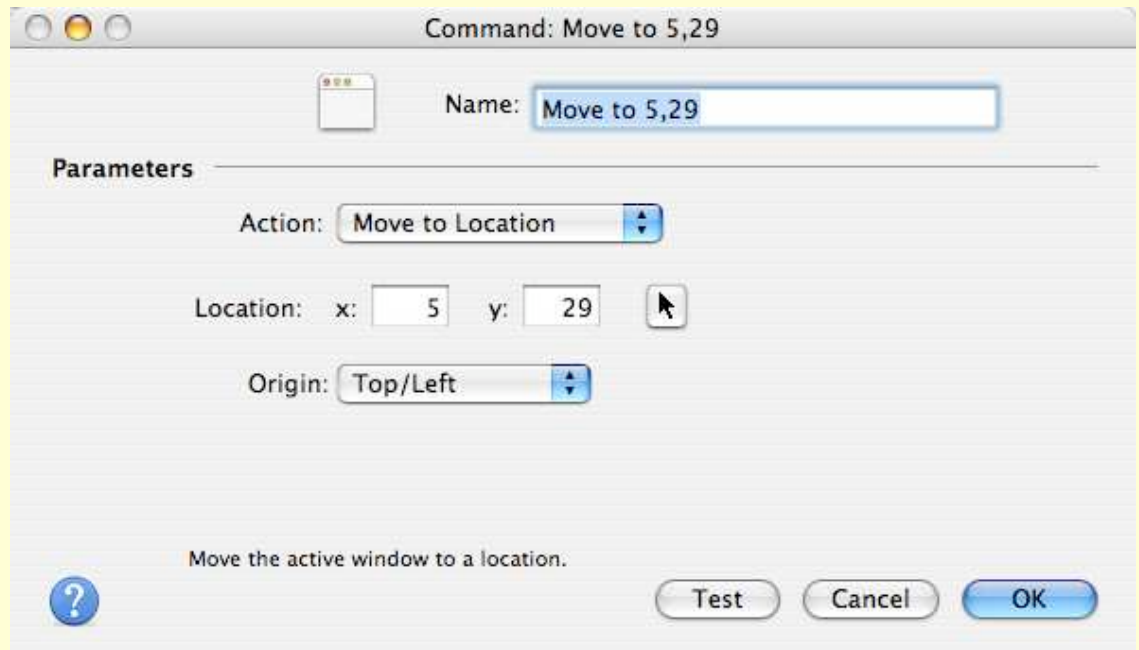 Command: Move to 5,29
Name: Move to 5,29
Parameters
Action: Move to Location
Location: x: 5 y: 29
Origin: Top/Left
Move the active window to a location.
? Test Cancel OK